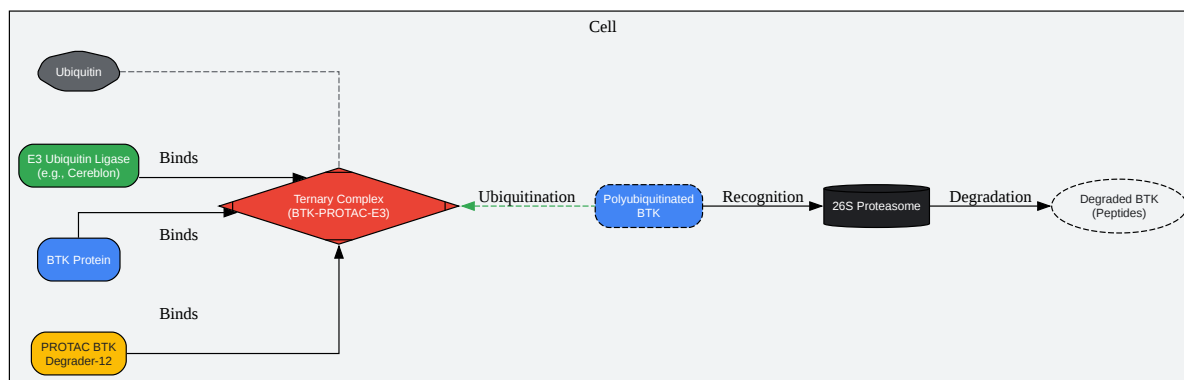 Cell
Ubiquitin
E3 Ubiquitin Ligase
(e.g., Cereblon)
Binds
BTK Protein
Binds
PROTAC BTK
Degrader-12
Binds
Ternary Complex
(BTK-PROTAC-E3)
Ubiquitination
Polyubiquitinated
BTK
Recognition
26S Proteasome
Degradation
Degraded BTK
(Peptides)